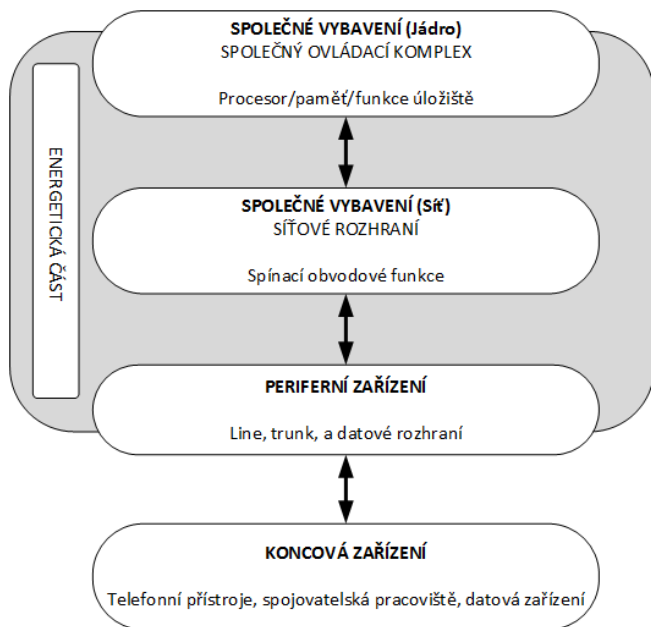 SPOLEČNÉ VYBAVENÍ (Jádro)
SPOLEČNÝ OVLÁDACÍ KOMPLEX
Procesor/paměť/funkce úložiště
ENERGETICKÁ ČÁST
SPOLEČNÉ VYBAVENÍ (Síť)
SÍŤOVÉ ROZHRANÍ
Spínací obvodové funkce
PERIFERNÍ ZAŘÍZENÍ
Line, trunk, a datové rozhraní
KONCOVÁ ZAŘÍZENÍ
Telefonní přístroje, spojovatelská pracoviště, datová zařízení